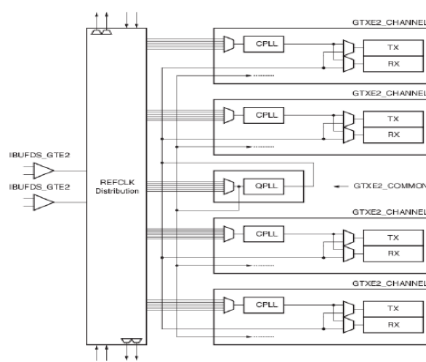 GTXE2_CHANNEL
CPLL
TX
RX
GTXE2_CHANNEL
CPLL
TX
RX
IBUFDS_GTE2
IBUFDS_GTE2
REFCLK
Distribution
QPLL
GTXE2_COMMON
GTXE2_CHANNEL
CPLL
TX
RX
GTXE2_CHANNEL
CPLL
TX
RX